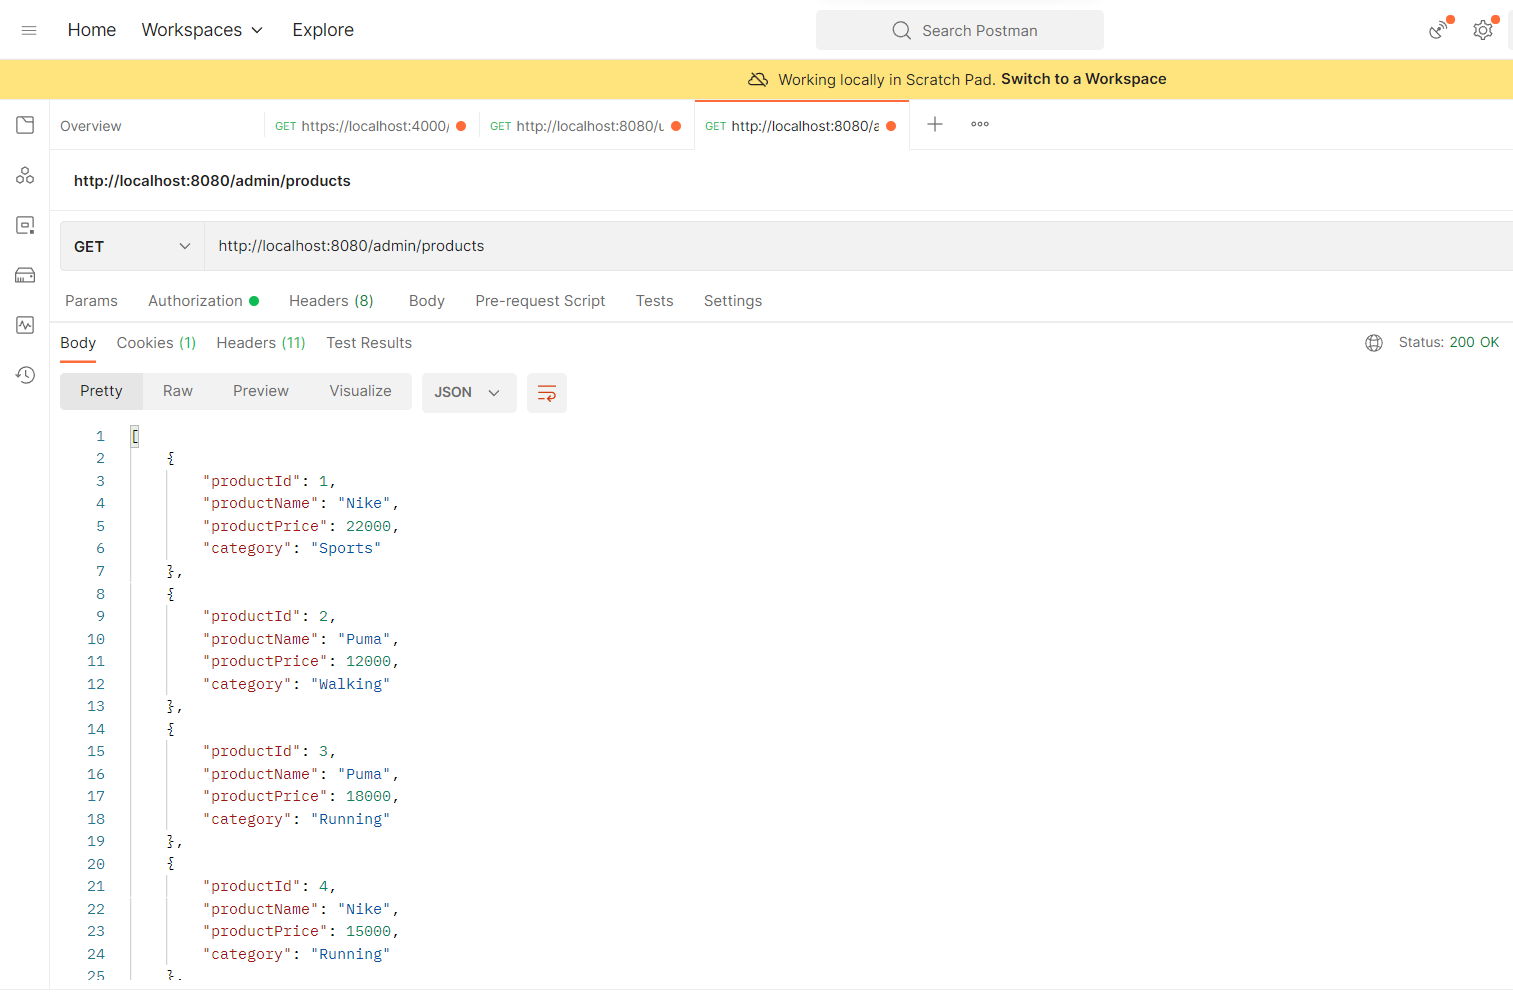 Home Workspaces Explore Search Postman
Working locally in Scratch Pad. Switch to a Workspace
Overview GET https://localhost:4000/ GET http://localhost:8080/u GET http://localhost:8080/a
http://localhost:8080/admin/products
GET http://localhost:8080/admin/products
Params Authorization Headers (8) Body Pre-request Script Tests Settings
Body Cookies (1) Headers (11) Test Results Status: 200 OK
Pretty Raw Preview Visualize JSON
1 [
2 {
3 "productId": 1,
4 "productName": "Nike",
5 "productPrice": 22000,
6 "category": "Sports"
7 },
8 {
9 "productId": 2,
10 "productName": "Puma",
11 "productPrice": 12000,
12 "category": "Walking"
13 },
14 {
15 "productId": 3,
16 "productName": "Puma",
17 "productPrice": 18000,
18 "category": "Running"
19 },
20 {
21 "productId": 4,
22 "productName": "Nike",
23 "productPrice": 15000,
24 "category": "Running"
25 },